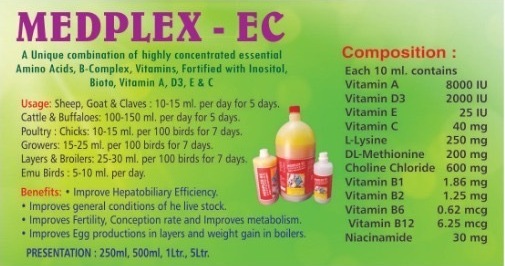 MEDPLEX - EC
A Unique combination of highly concentrated essential
Amino Acids, B-Complex, Vitamins, Fortified with Inositol,
Bioto, Vitamin A, D3, E & C
Usage: Sheep, Goat & Claves : 10-15 ml. per day for 5 days.
Cattle & Buffaloes: 100-150 ml. per day for 5 days.
Poultry : Chicks: 10-15 ml. per 100 birds for 7 days.
Growers: 15-25 ml. per 100 birds for 7 days.
Layers & Broilers: 25-30 ml. per 100 birds for 7 days.
Emu Birds : 5-10 ml. per day.
Benefits: • Improve Hepatobiliary Efficiency.
• Improves general conditions of he live stock.
• Improves Fertility, Conception rate and Improves metabolism.
• Improves Egg productions in layers and weight gain in boilers.
PRESENTATION : 250ml, 500ml, 1Ltr., 5Ltr.
Composition :
Each 10 ml. contains
Vitamin A 8000 IU
Vitamin D3 2000 IU
Vitamin E 25 IU
Vitamin C 40 mg
L-Lysine 250 mg
DL-Methionine 200 mg
Choline Chloride 600 mg
Vitamin B1 1.86 mg
Vitamin B2 1.25 mg
Vitamin B6 0.62 mcg
Vitamin B12 6.25 mcg
Niacinamide 30 mg